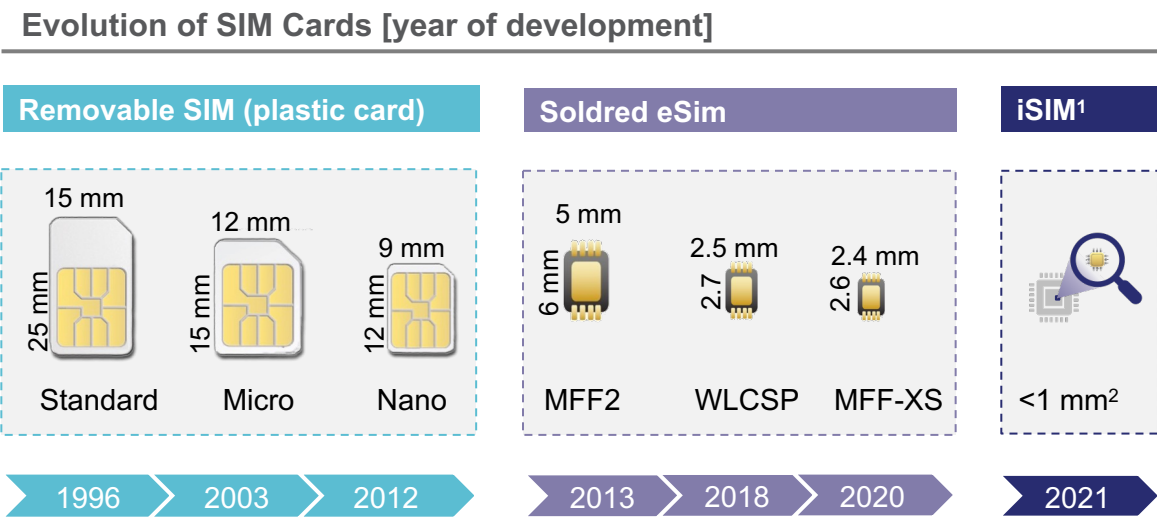 Evolution of SIM Cards [year of development]
Removable SIM (plastic card)
Soldred eSim
iSIM¹
15 mm
25 mm
Standard
12 mm
15 mm
Micro
9 mm
12 mm
Nano
5 mm
6 mm
MFF2
2.5 mm
2.7
WLCSP
2.4 mm
2.6
MFF-XS
<1 mm²
1996
2003
2012
2013
2018
2020
2021